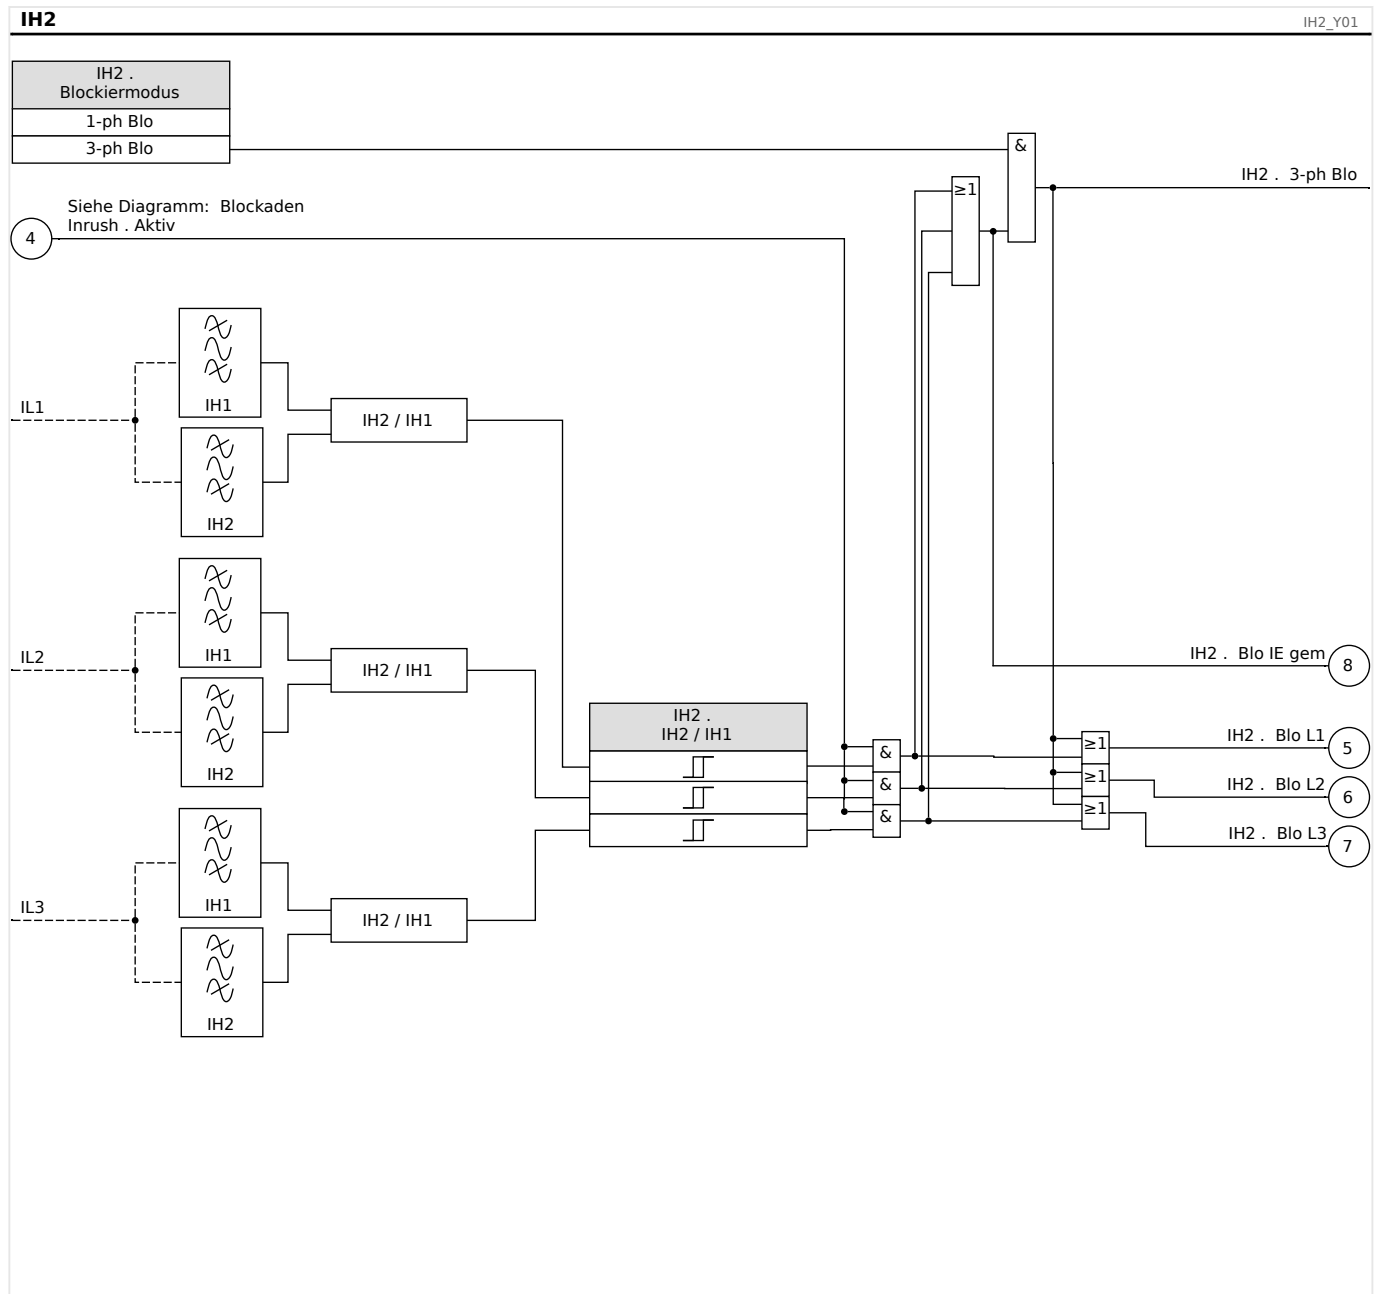 IH2
IH2_Y01
IH2 .
Blockiermodus
1-ph Blo
3-ph Blo
&
IH2 .  3-ph Blo
≥1
Siehe Diagramm:  Blockaden
Inrush . Aktiv
4
IL1
IH1
IH2 / IH1
IH2
IL2
IH1
IH2 / IH1
IH2
IH2 .  Blo IE gem
8
IH2 .
IH2 / IH1
&
&
&
≥1
≥1
≥1
IH2 .  Blo L1
5
IH2 .  Blo L2
6
IH2 .  Blo L3
7
IL3
IH1
IH2 / IH1
IH2